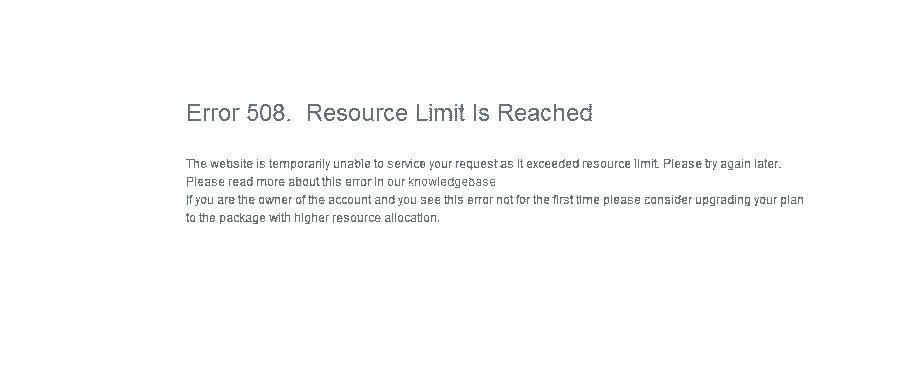 Error 508. Resource Limit Is Reached
The website is temporarily unable to service your request as it exceeded resource limit. Please try again later.
Please read more about this error in our knowledgebase
If you are the owner of the account and you see this error not for the first time please consider upgrading your plan
to the package with higher resource allocation.